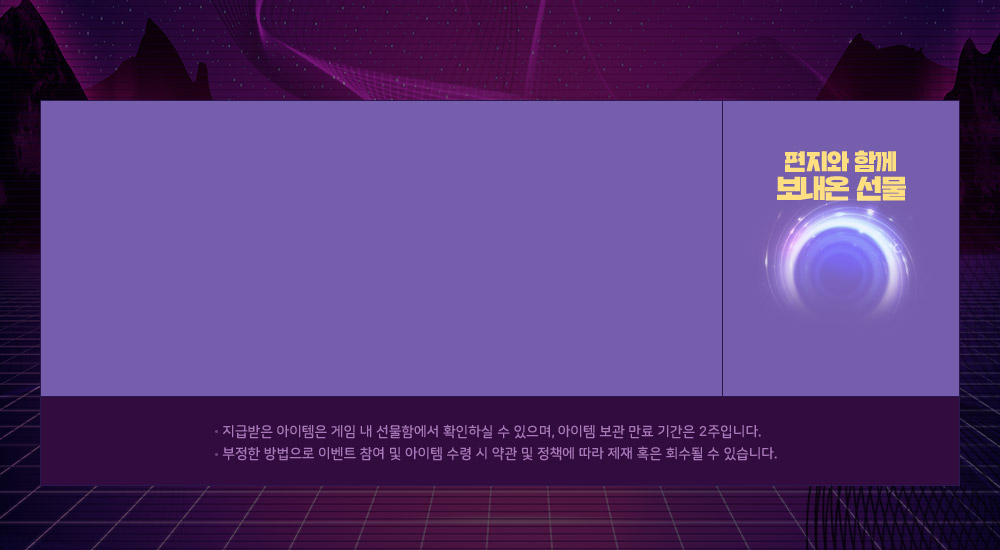 편지와 함께
보내온 선물
• 지급받은 아이템은 게임 내 선물함에서 확인하실 수 있으며, 아이템 보관 만료 기간은 2주입니다.
• 부정한 방법으로 이벤트 참여 및 아이템 수령 시 약관 및 정책에 따라 제재 혹은 회수될 수 있습니다.